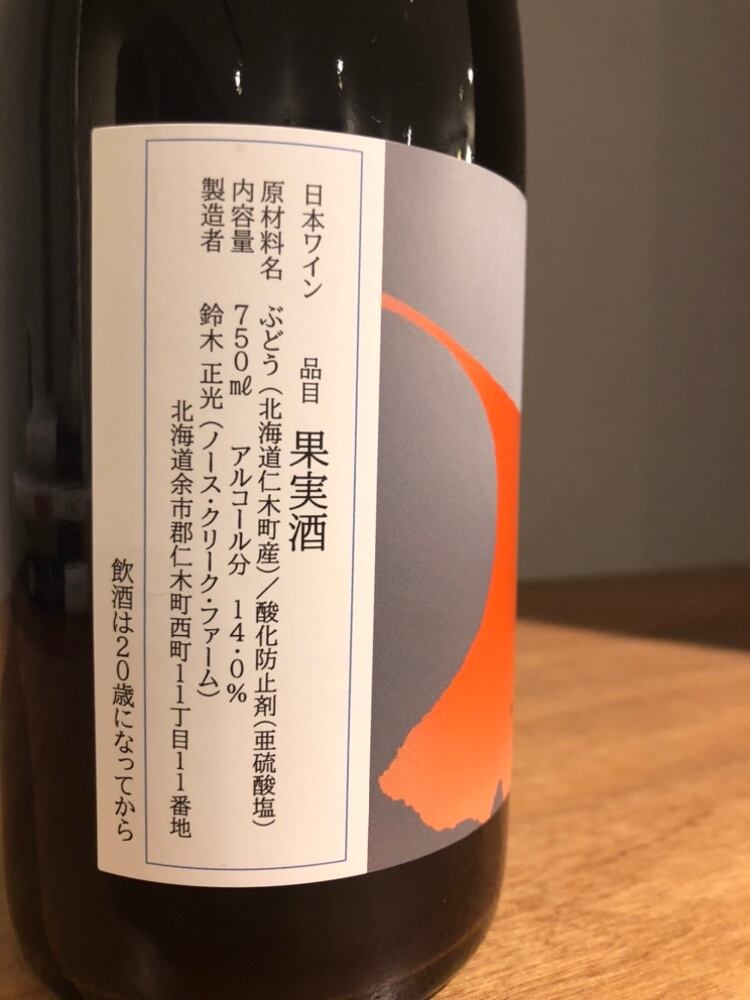 日本ワイン 品目 果実酒
原材料名 ぶどう（北海道仁木町産）／酸化防止剤（亜硫酸塩）
内容量 750㎖ アルコール分 14.0%
製造者 鈴木 正光（ノース・クリーク・ファーム）
北海道余市郡仁木町西町11丁目11番地
飲酒は20歳になってから